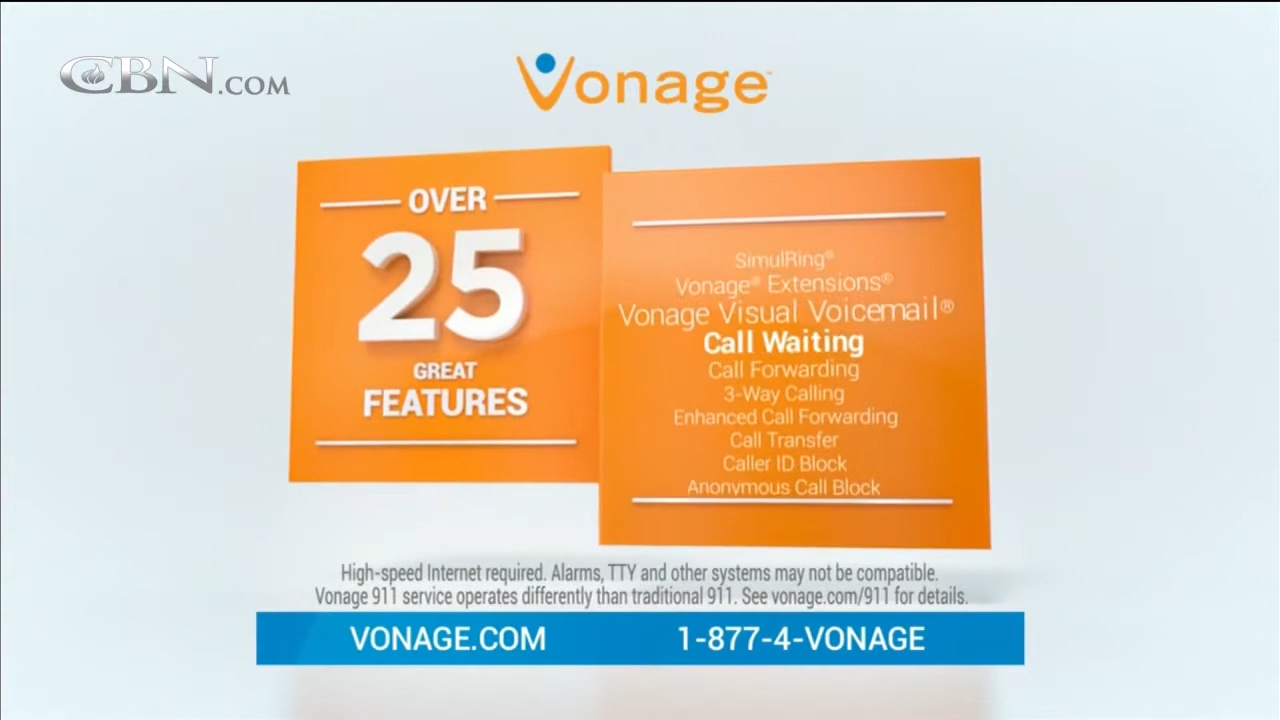 CBN.COM
Vonage™
OVER
25
GREAT
FEATURES
SimulRing®
Vonage® Extensions®
Vonage Visual Voicemail®
Call Waiting
Call Forwarding
3-Way Calling
Enhanced Call Forwarding
Call Transfer
Caller ID Block
Anonymous Call Block
High-speed Internet required. Alarms, TTY and other systems may not be compatible.
Vonage 911 service operates differently than traditional 911. See vonage.com/911 for details.
VONAGE.COM 1-877-4-VONAGE